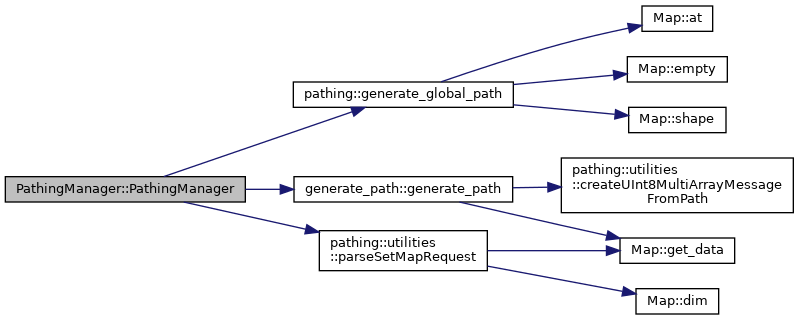 Map::at
Map::empty
pathing::generate_global_path
Map::shape
pathing::utilities
::createUInt8MultiArrayMessage
FromPath
PathingManager::PathingManager
generate_path::generate_path
pathing::utilities
::parseSetMapRequest
Map::get_data
Map::dim